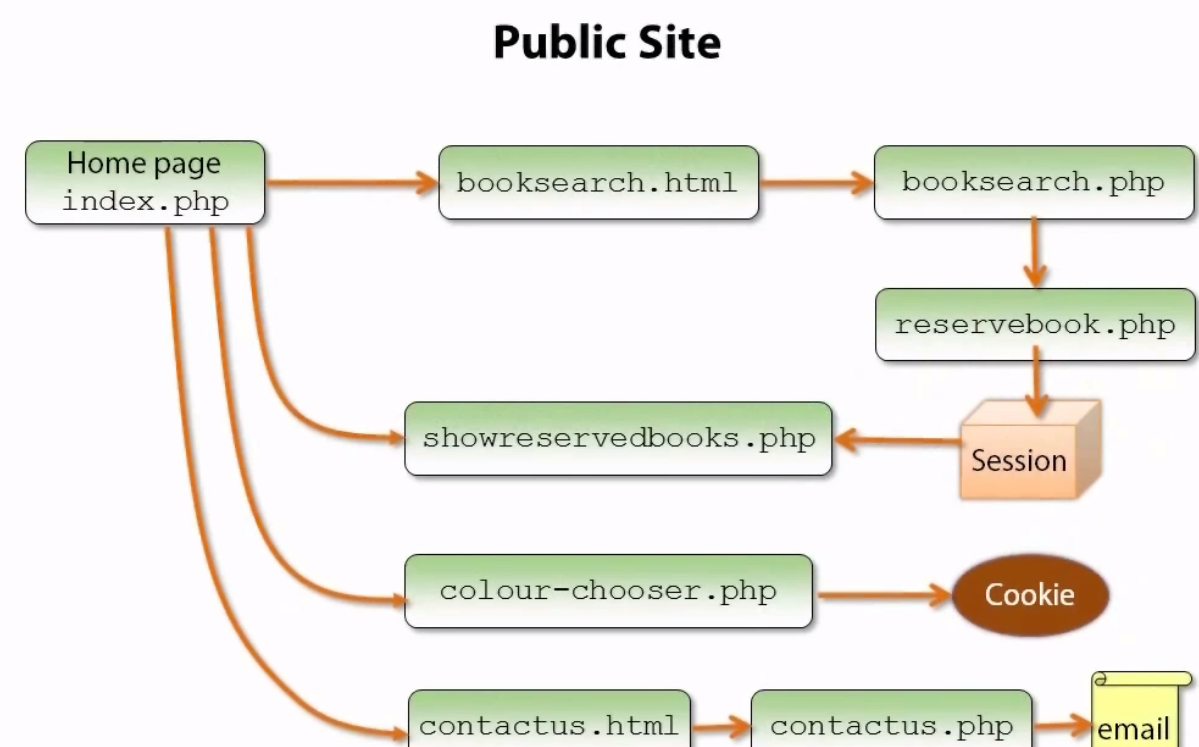 Public Site
Home page
index.php
booksearch.html
booksearch.php
reservebook.php
showreservedbooks.php
Session
colour-chooser.php
Cookie
contactus.html
contactus.php
email